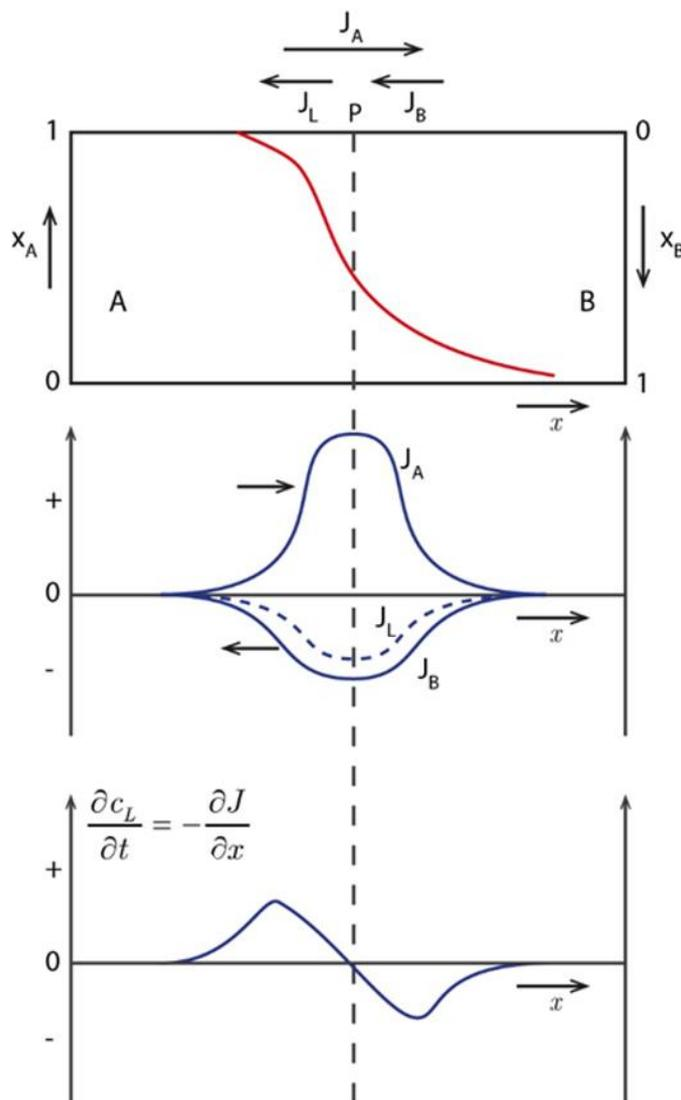 J_A
J_L P J_B
1 0
x_A x_B
A B
0 1
x
+ J_A
0
J_L x
- J_B
∂c_L/∂t = -∂J/∂x
+
0
x
-